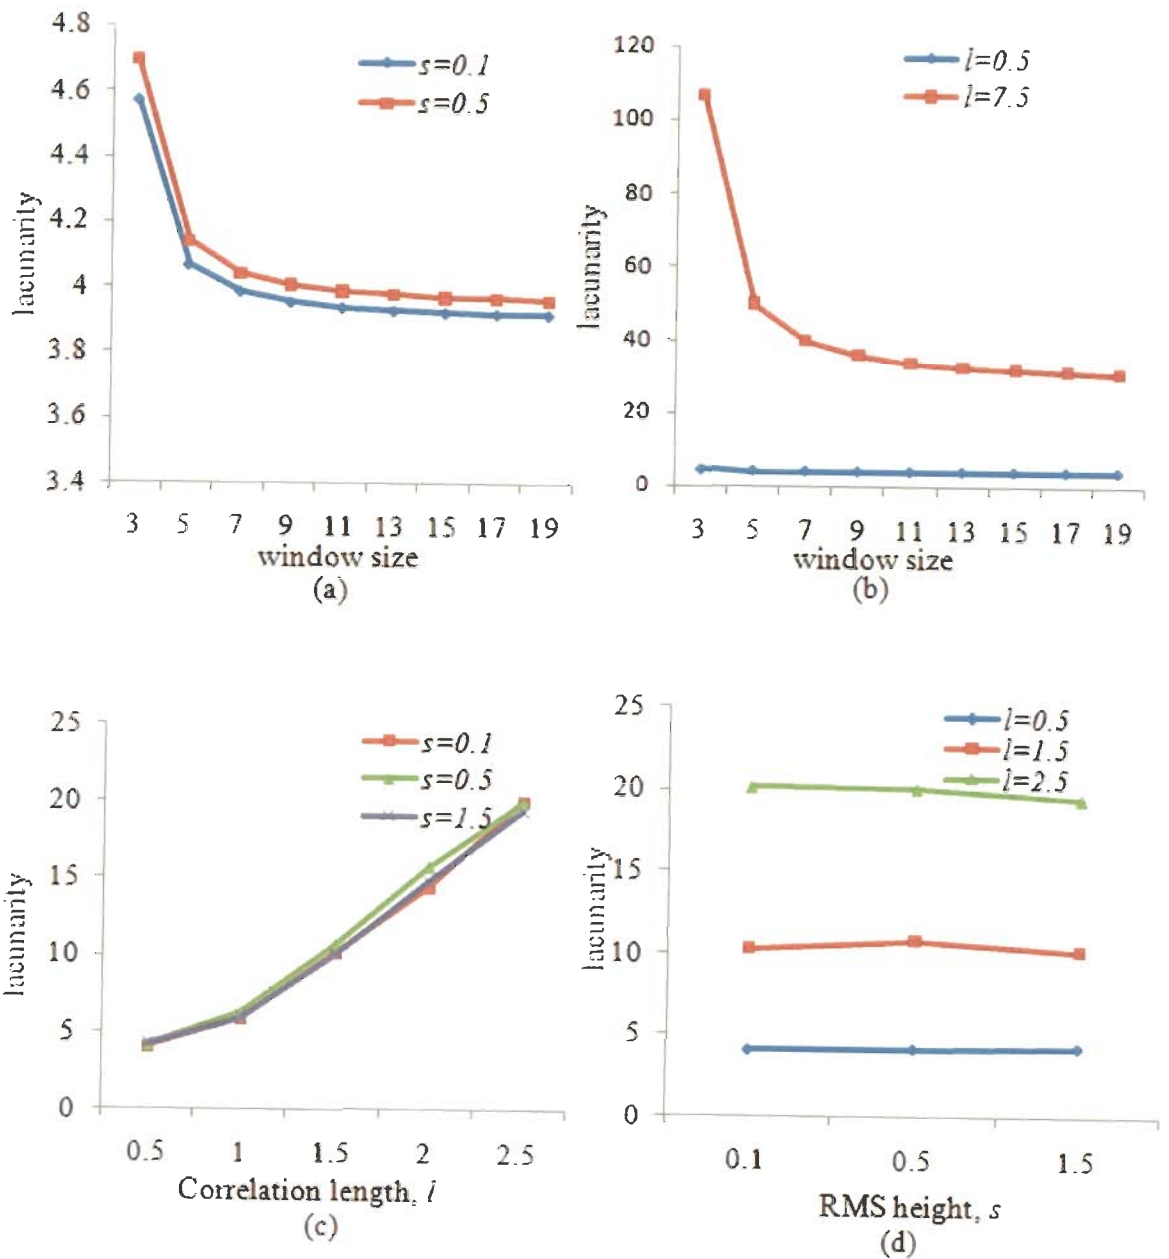 4.8
4.6
4.4
4.2
4
3.8
3.6
3.4
lacunarity
s=0.1
s=0.5
3 5 7 9 11 13 15 17 19
window size
(a)
120
100
80
60
40
20
0
lacunarity
l=0.5
l=7.5
3 5 7 9 11 13 15 17 19
window size
(b)
25
20
15
10
5
0
lacunarity
s=0.1
s=0.5
s=1.5
0.5 1 1.5 2 2.5
Correlation length, l
(c)
25
20
15
10
5
0
lacunarity
l=0.5
l=1.5
l=2.5
0.1 0.5 1.5
RMS height, s
(d)